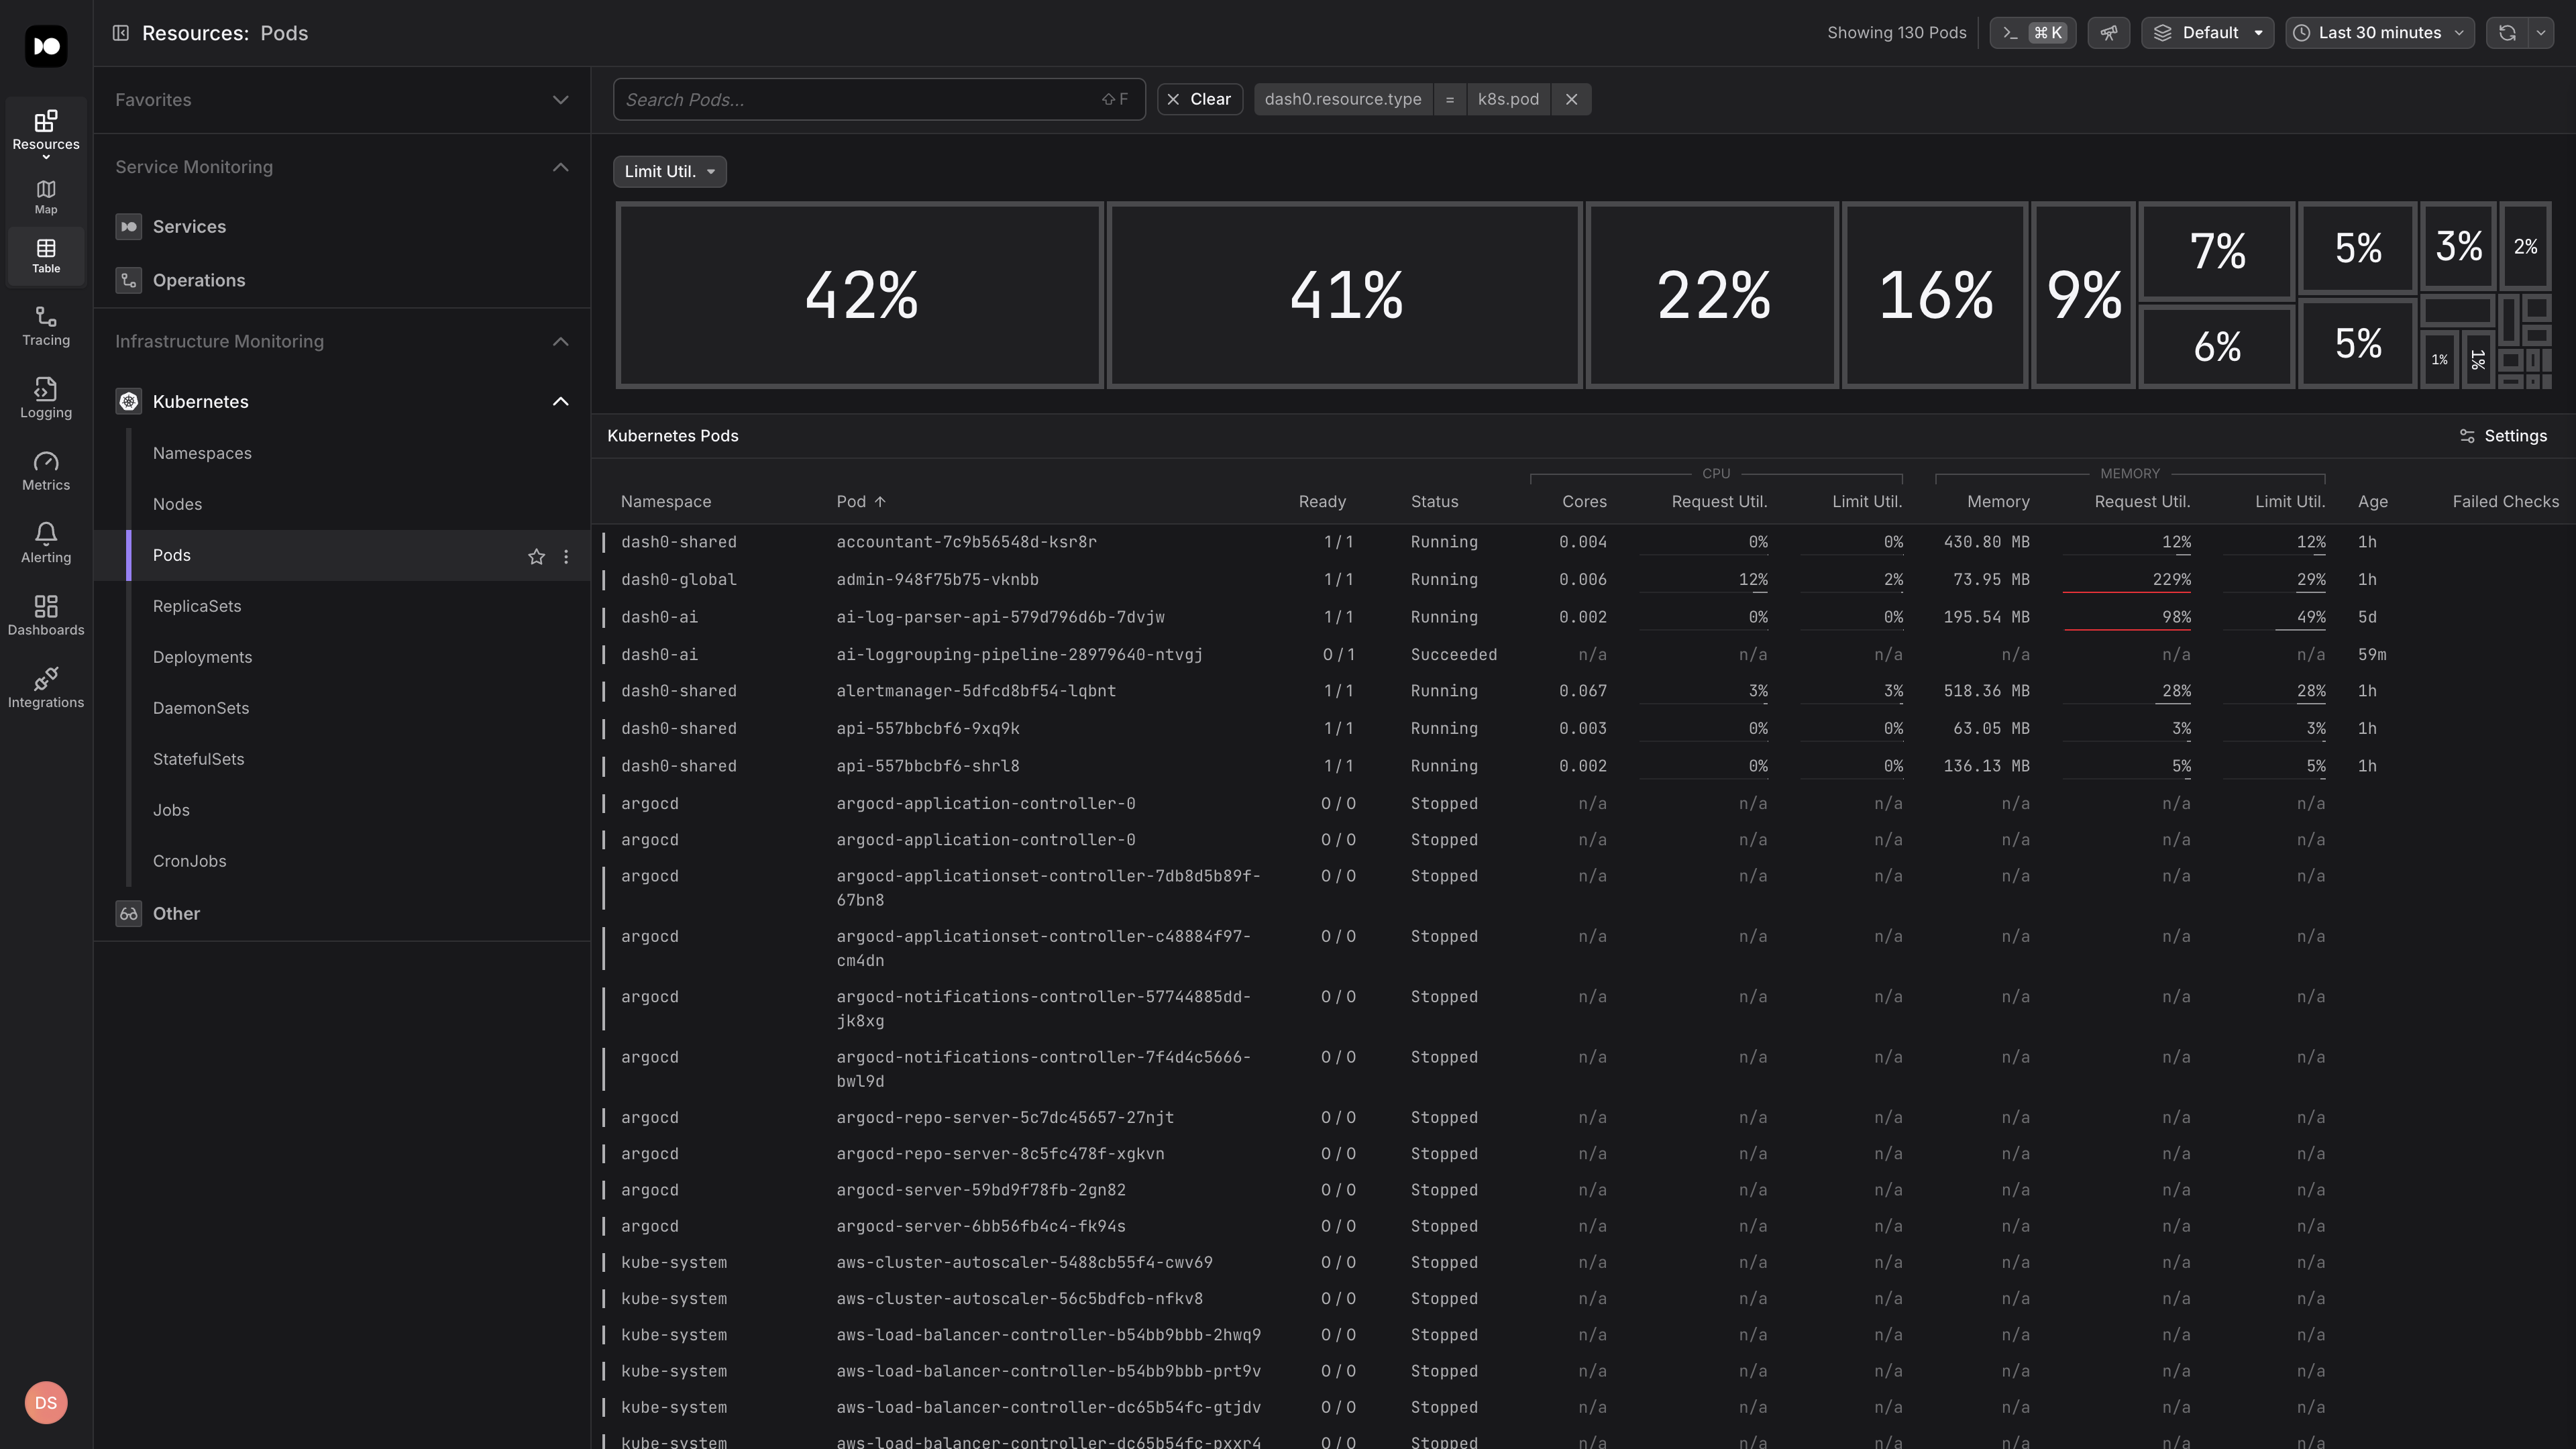 Resources: Pods
Showing 130 Pods
⌘K
Default
Last 30 minutes
Resources
Map
Table
Tracing
Logging
Metrics
Alerting
Dashboards
Integrations
DS
Favorites
Service Monitoring
Services
Operations
Infrastructure Monitoring
Kubernetes
Namespaces
Nodes
Pods
ReplicaSets
Deployments
DaemonSets
StatefulSets
Jobs
CronJobs
Other
Search Pods... ⇧F
Clear
dash0.resource.type = k8s.pod
Limit Util.
42%
41%
22%
16%
9%
7%
6%
5%
5%
3%
2%
1%
1%
Kubernetes Pods
Settings
CPU MEMORY
Namespace Pod ↑ Ready Status Cores Request Util. Limit Util. Memory Request Util. Limit Util. Age Failed Checks
dash0-shared accountant-7c9b56548d-ksr8r 1/1 Running 0.004 0% 0% 430.80 MB 12% 12% 1h
dash0-global admin-948f75b75-vknbb 1/1 Running 0.006 12% 2% 73.95 MB 229% 29% 1h
dash0-ai ai-log-parser-api-579d796d6b-7dvjw 1/1 Running 0.002 0% 0% 195.54 MB 98% 49% 5d
dash0-ai ai-loggrouping-pipeline-28979640-ntvgj 0/1 Succeeded n/a n/a n/a n/a n/a n/a 59m
dash0-shared alertmanager-5dfcd8bf54-lqbnt 1/1 Running 0.067 3% 3% 518.36 MB 28% 28% 1h
dash0-shared api-557bbcbf6-9xq9k 1/1 Running 0.003 0% 0% 63.05 MB 3% 3% 1h
dash0-shared api-557bbcbf6-shrl8 1/1 Running 0.002 0% 0% 136.13 MB 5% 5% 1h
argocd argocd-application-controller-0 0/0 Stopped n/a n/a n/a n/a n/a n/a
argocd argocd-application-controller-0 0/0 Stopped n/a n/a n/a n/a n/a n/a
argocd argocd-applicationset-controller-7db8d5b89f- 0/0 Stopped n/a n/a n/a n/a n/a n/a
67bn8
argocd argocd-applicationset-controller-c48884f97- 0/0 Stopped n/a n/a n/a n/a n/a n/a
cm4dn
argocd argocd-notifications-controller-57744885dd- 0/0 Stopped n/a n/a n/a n/a n/a n/a
jk8xg
argocd argocd-notifications-controller-7f4d4c5666- 0/0 Stopped n/a n/a n/a n/a n/a n/a
bwl9d
argocd argocd-repo-server-5c7dc45657-27njt 0/0 Stopped n/a n/a n/a n/a n/a n/a
argocd argocd-repo-server-8c5fc478f-xgkvn 0/0 Stopped n/a n/a n/a n/a n/a n/a
argocd argocd-server-59bd9f78fb-2gn82 0/0 Stopped n/a n/a n/a n/a n/a n/a
argocd argocd-server-6bb56fb4c4-fk94s 0/0 Stopped n/a n/a n/a n/a n/a n/a
kube-system aws-cluster-autoscaler-5488cb55f4-cwv69 0/0 Stopped n/a n/a n/a n/a n/a n/a
kube-system aws-cluster-autoscaler-56c5bdfcb-nfkv8 0/0 Stopped n/a n/a n/a n/a n/a n/a
kube-system aws-load-balancer-controller-b54bb9bbb-2hwq9 0/0 Stopped n/a n/a n/a n/a n/a n/a
kube-system aws-load-balancer-controller-b54bb9bbb-prt9v 0/0 Stopped n/a n/a n/a n/a n/a n/a
kube-system aws-load-balancer-controller-dc65b54fc-gtjdv 0/0 Stopped n/a n/a n/a n/a n/a n/a
kube-system aws-load-balancer-controller-dc65b54fc-pxxr4 0/0 Stopped n/a n/a n/a n/a n/a n/a